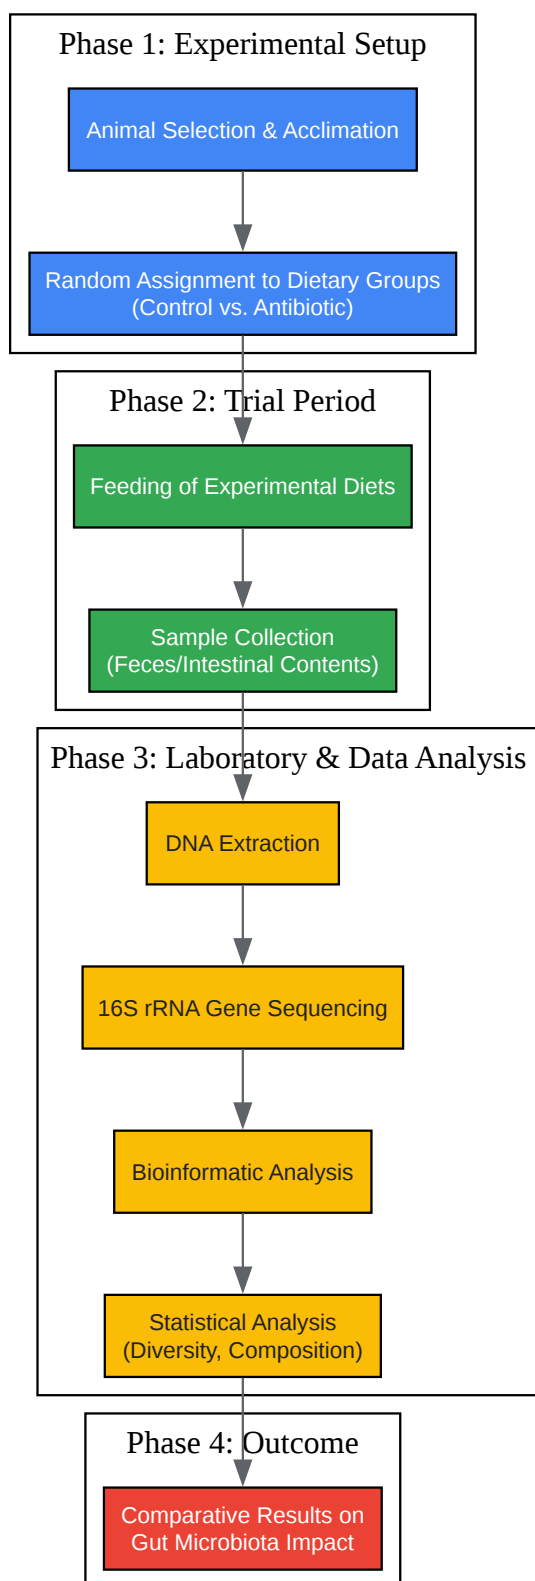 Phase 1: Experimental Setup
Animal Selection & Acclimation
Random Assignment to Dietary Groups
(Control vs. Antibiotic)
Phase 2: Trial Period
Feeding of Experimental Diets
Sample Collection
(Feces/Intestinal Contents)
Phase 3: Laboratory & Data Analysis
DNA Extraction
16S rRNA Gene Sequencing
Bioinformatic Analysis
Statistical Analysis
(Diversity, Composition)
Phase 4: Outcome
Comparative Results on
Gut Microbiota Impact